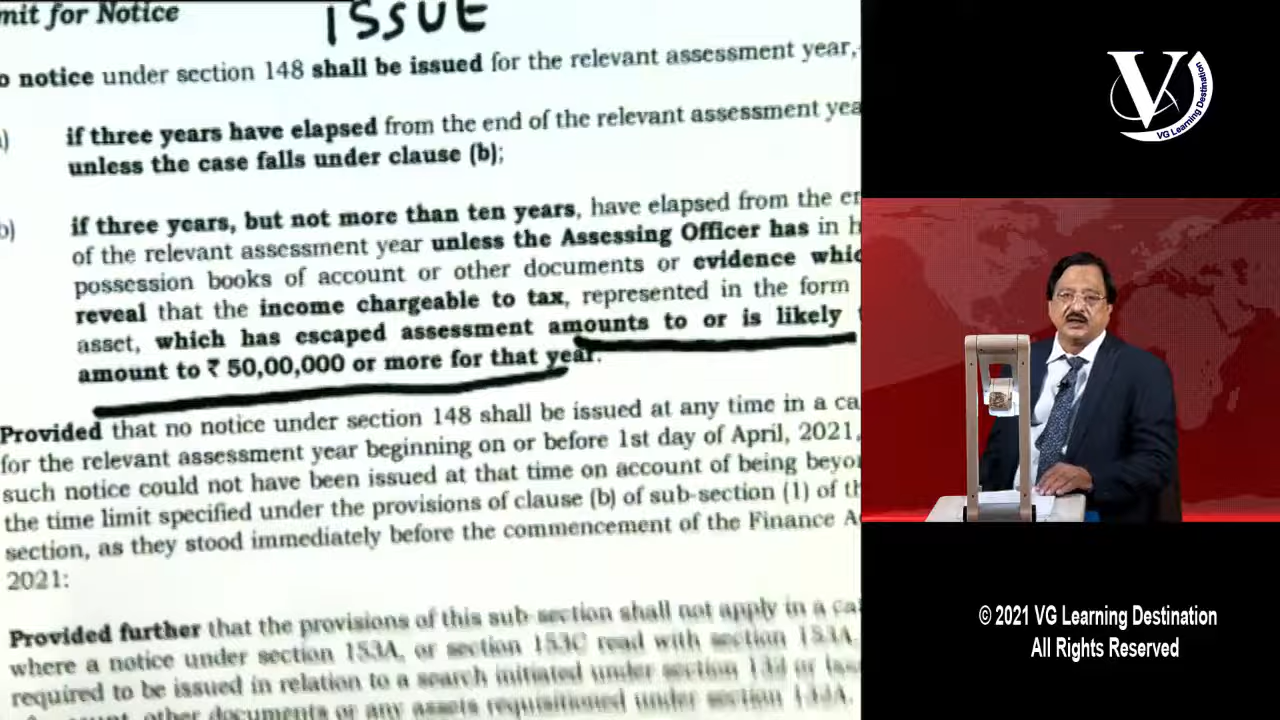 mit for Notice
ISSUE
o notice under section 148 shall be issued for the relevant assessment year,
if three years have elapsed from the end of the relevant assessment yea
unless the case falls under clause (b);
b) if three years, but not more than ten years, have elapsed from the en
of the relevant assessment year unless the Assessing Officer has in h
possession books of account or other documents or evidence whic
reveal that the income chargeable to tax, represented in the form
asset, which has escaped assessment amounts to or is likely t
amount to ₹ 50,00,000 or more for that year:
Provided that no notice under section 148 shall be issued at any time in a ca
for the relevant assessment year beginning on or before 1st day of April, 2021,
such notice could not have been issued at that time on account of being beyon
the time limit specified under the provisions of clause (b) of sub-section (1) of th
section, as they stood immediately before the commencement of the Finance A
2021:
Provided further that the provisions of this sub-section shall not apply in a ca
where a notice under section 153A, or section 153C read with section 153A,
required to be issued in relation to a search initiated under section 132 or
other documents or any assets requisitioned under section 132A,
V
VG Learning Destination
© 2021 VG Learning Destination
All Rights Reserved